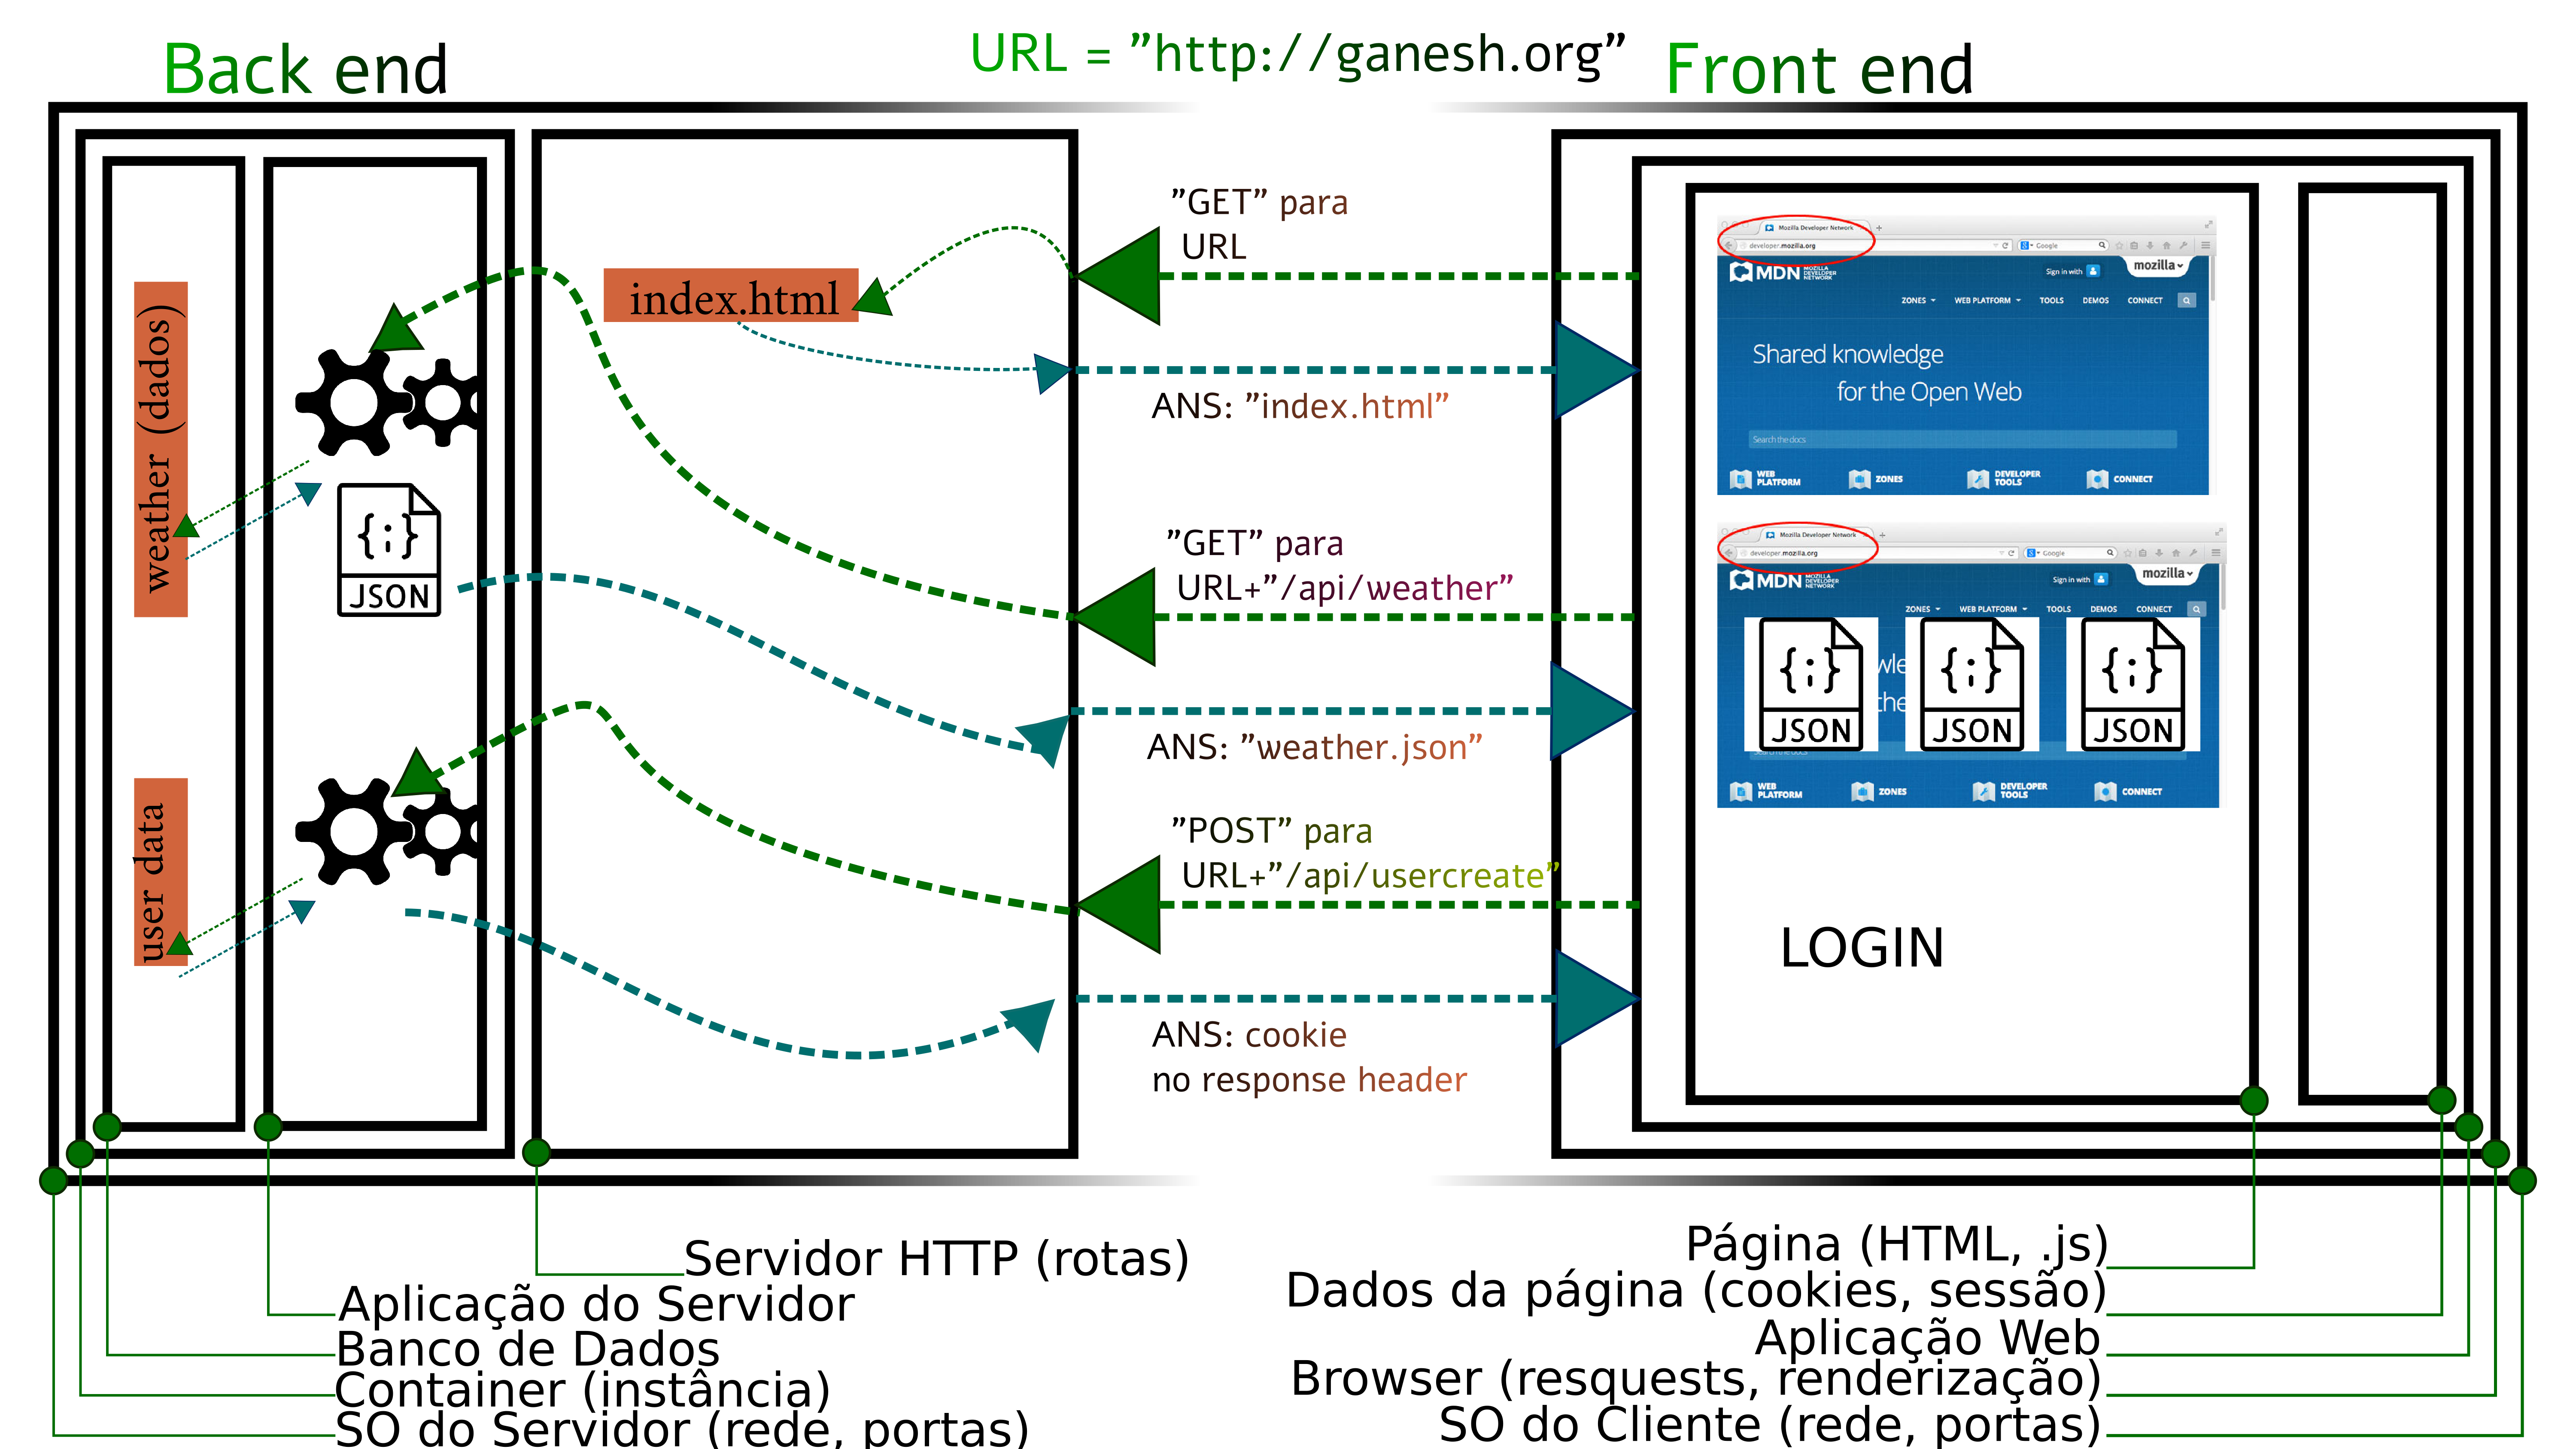 Back end
URL = ”http://ganesh.org”
Front end
weather (dados)
user data
JSON
index.html
”GET” para
URL
ANS: ”index.html”
”GET” para
URL+”/api/weather”
ANS: ”weather.json”
”POST” para
URL+”/api/usercreate”
ANS: cookie
no response header
Mozilla Developer Network
developer.mozilla.org
Google
MDN MOZILLA DEVELOPER NETWORK
Sign in with
mozilla
ZONES WEB PLATFORM TOOLS DEMOS CONNECT
Shared knowledge
for the Open Web
Search the docs
WEB PLATFORM ZONES DEVELOPER TOOLS CONNECT
Mozilla Developer Network
developer.mozilla.org
Google
MDN MOZILLA DEVELOPER NETWORK
Sign in with
mozilla
ZONES WEB PLATFORM TOOLS DEMOS CONNECT
wle
the
JSON JSON JSON
WEB PLATFORM ZONES DEVELOPER TOOLS CONNECT
LOGIN
Servidor HTTP (rotas)
Aplicação do Servidor
Banco de Dados
Container (instância)
SO do Servidor (rede, portas)
Página (HTML, .js)
Dados da página (cookies, sessão)
Aplicação Web
Browser (resquests, renderização)
SO do Cliente (rede, portas)